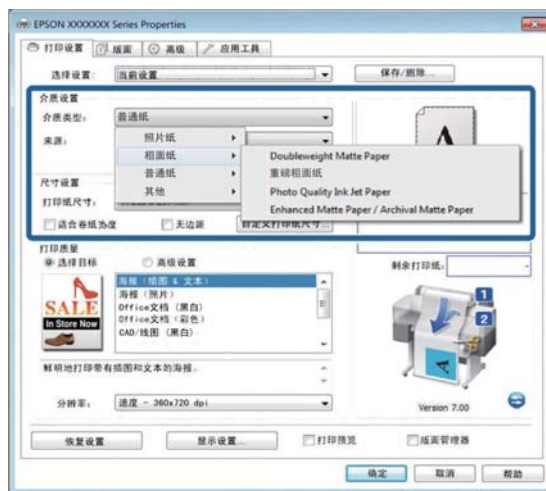 EPSON XXXXXXX Series Properties
打印设置 版面 高级 应用工具
选择设置: 当前设置 保存/删除...
介质设置
介质类型: 普通纸
来源:
照片纸
粗面纸
普通纸
其他
Doubleweight Matte Paper
重磅粗面纸
Photo Quality Ink Jet Paper
Enhanced Matte Paper / Archival Matte Paper
尺寸设置
打印纸尺寸:
适合卷纸宽度 无边距 自定义打印纸尺寸...
打印质量
选择目标 高级设置
剩余打印纸:
SALE
In Store Now
海报 (插图 & 文本)
海报 (照片)
Office文档 (黑白)
Office文档 (彩色)
CAD/线图 (黑白)
1
2
A
鲜明地打印带有插图和文本的海报.
分辨率: 速度 - 360x720 dpi
Version 7.00
恢复设置 显示设置... 打印预览 版面管理器
确定 取消 帮助